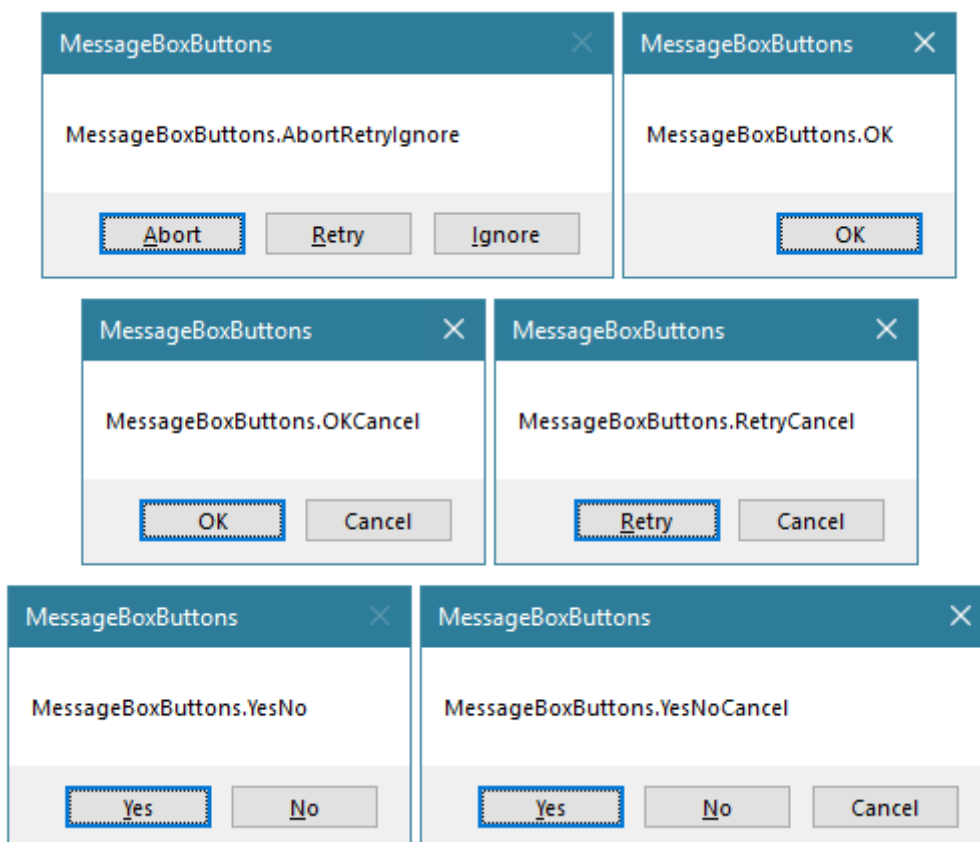 MessageBoxButtons
MessageBoxButtons.AbortRetryIgnore
Abort Retry Ignore
MessageBoxButtons
MessageBoxButtons.OK
OK
MessageBoxButtons
MessageBoxButtons.OKCancel
OK Cancel
MessageBoxButtons
MessageBoxButtons.RetryCancel
Retry Cancel
MessageBoxButtons
MessageBoxButtons.YesNo
Yes No
MessageBoxButtons
MessageBoxButtons.YesNoCancel
Yes No Cancel